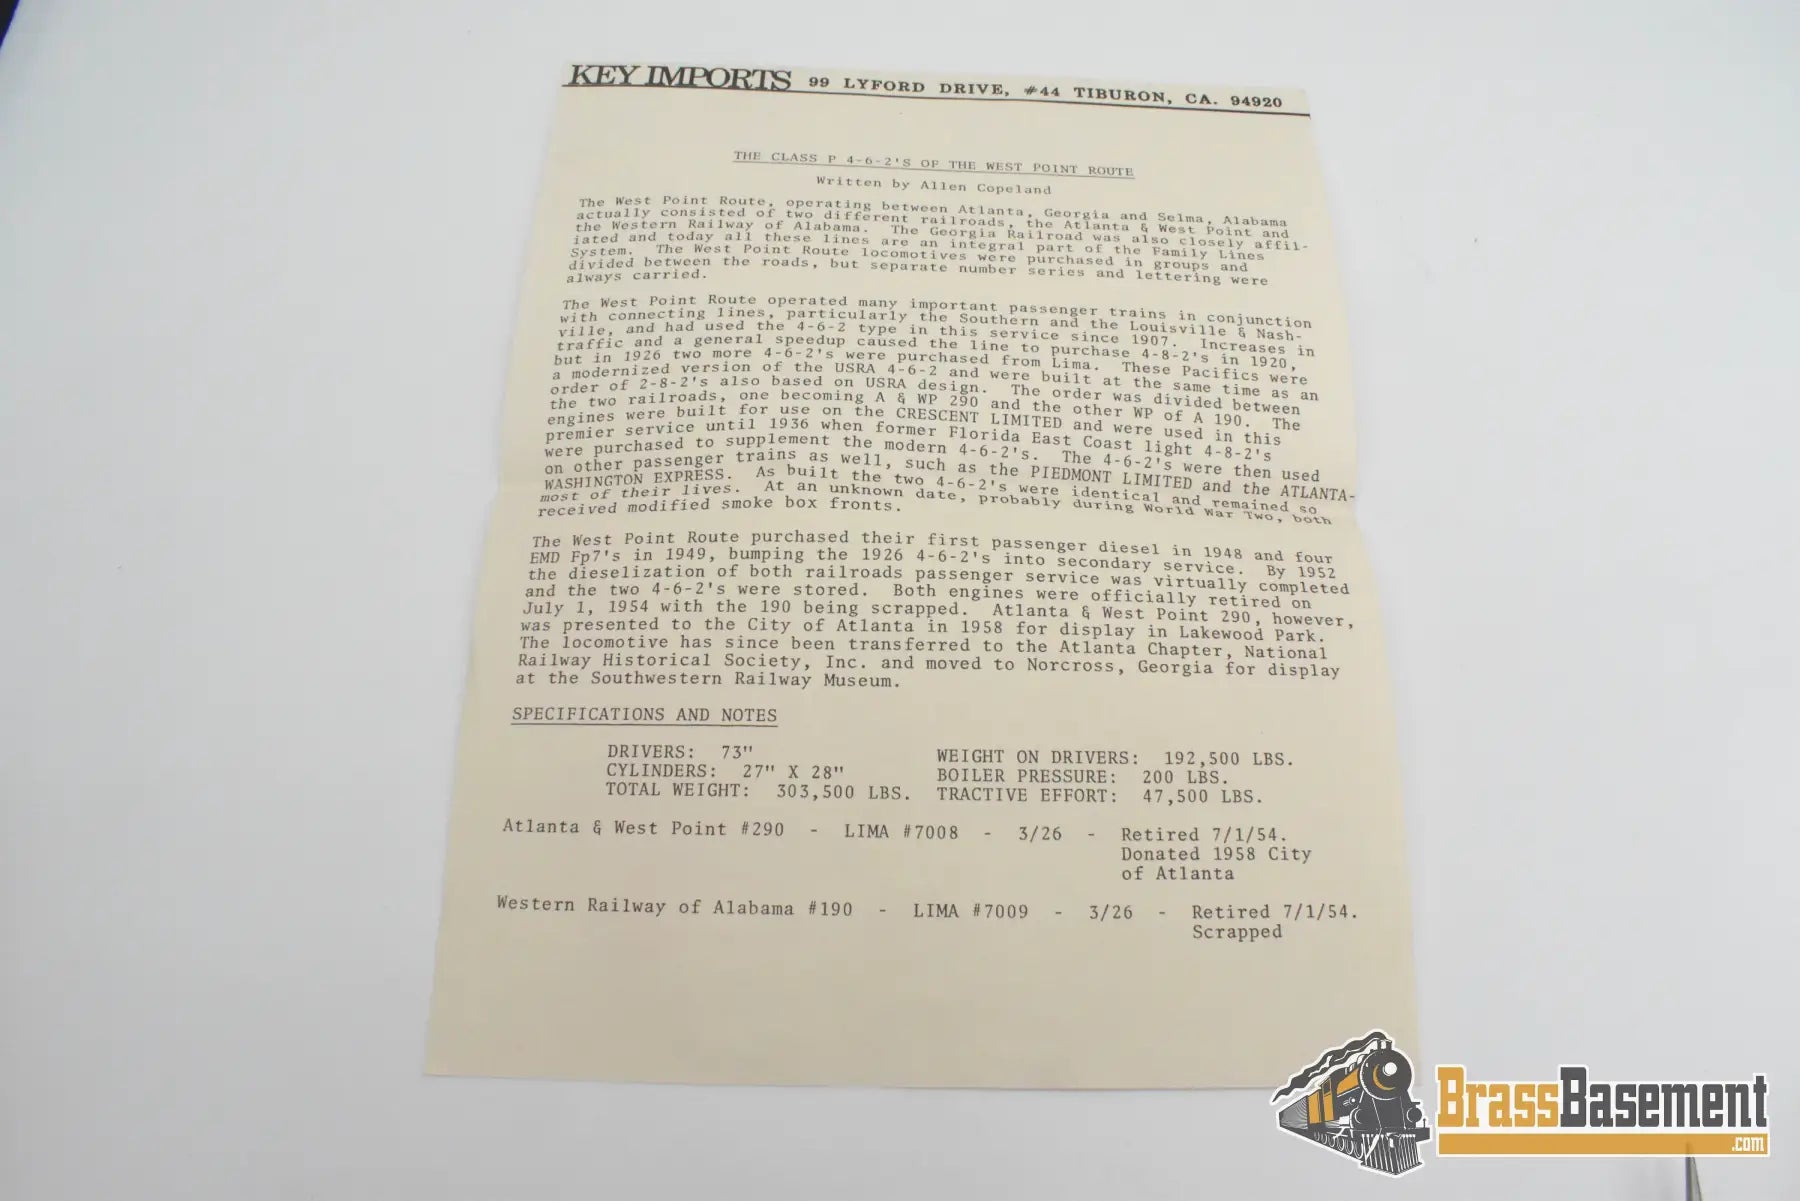 KEY IMPORTS 99 LYFORD DRIVE, #44 TIBURON, CA. 94920
THE CLASS P 4-6-2'S OF THE WEST POINT ROUTE
Written by Allen Copeland
The West Point Route, operating between Atlanta, Georgia and Selma, Alabama
actually consisted of two different railroads, the Atlanta & West Point and
the Western Railway of Alabama. The Georgia Railroad was also closely affil-
iated and today all these lines are an integral part of the Family Lines
System. The West Point Route locomotives were purchased in groups and
divided between the roads, but separate number series and lettering were
always carried.
The West Point Route operated many important passenger trains in conjunction
with connecting lines, particularly the Southern and the Louisville & Nash-
ville, and had used the 4-6-2 type in this service since 1907. Increases in
traffic and a general speedup caused the line to purchase 4-8-2's in 1920,
but in 1926 two more 4-6-2's were purchased from Lima. These Pacifics were
a modernized version of the USRA 4-6-2 and were built at the same time as an
order of 2-8-2's also based on USRA design. The order was divided between
the two railroads, one becoming A & WP 290 and the other WP of A 190. The
engines were built for use on the CRESCENT LIMITED and were used in this
premier service until 1936 when former Florida East Coast light 4-8-2's
were purchased to supplement the modern 4-6-2's. The 4-6-2's were then used
on other passenger trains as well, such as the PIEDMONT LIMITED and the ATLANTA-
WASHINGTON EXPRESS. As built the two 4-6-2's were identical and remained so
most of their lives. At an unknown date, probably during World War Two, both
received modified smoke box fronts.
The West Point Route purchased their first passenger diesel in 1948 and four
EMD Fp7's in 1949, bumping the 1926 4-6-2's into secondary service. By 1952
the dieselization of both railroads passenger service was virtually completed
and the two 4-6-2's were stored. Both engines were officially retired on
July 1, 1954 with the 190 being scrapped. Atlanta & West Point 290, however,
was presented to the City of Atlanta in 1958 for display in Lakewood Park.
The locomotive has since been transferred to the Atlanta Chapter, National
Railway Historical Society, Inc. and moved to Norcross, Georgia for display
at the Southwestern Railway Museum.
SPECIFICATIONS AND NOTES
DRIVERS: 73" WEIGHT ON DRIVERS: 192,500 LBS.
CYLINDERS: 27" X 28" BOILER PRESSURE: 200 LBS.
TOTAL WEIGHT: 303,500 LBS. TRACTIVE EFFORT: 47,500 LBS.
Atlanta & West Point #290 - LIMA #7008 - 3/26 - Retired 7/1/54.
Donated 1958 City
of Atlanta
Western Railway of Alabama #190 - LIMA #7009 - 3/26 - Retired 7/1/54.
Scrapped
BrassBasement
.com